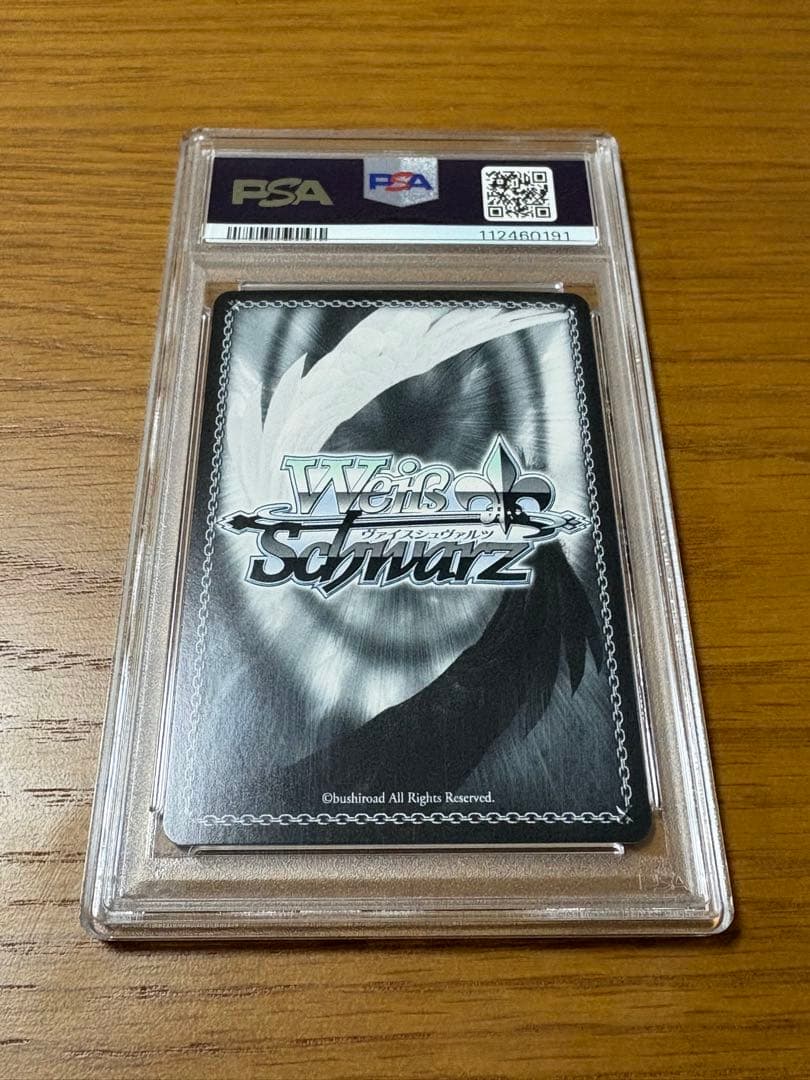 PSA
PSA
112460191
Weiß
ヴァイスシュヴァルツ
Schwarz
©bushiroad All Rights Reserved.
PSA